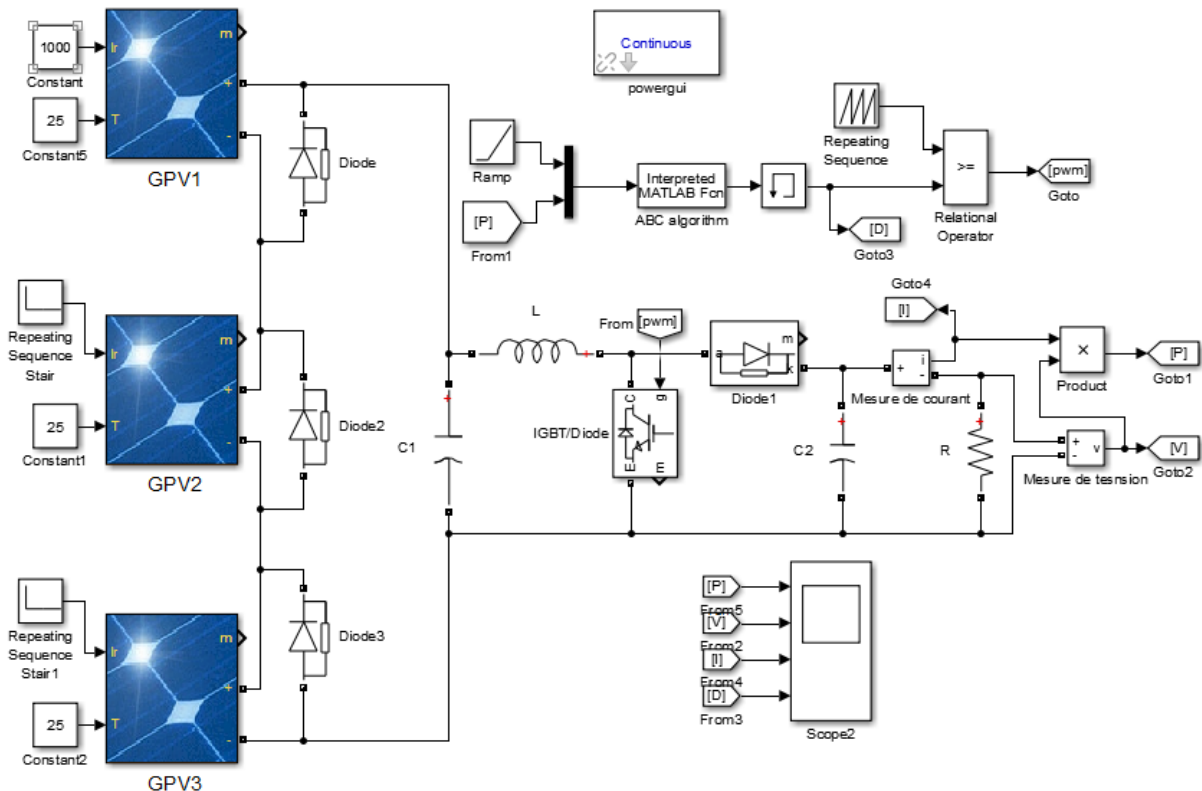 1000
Constant
25
Constant5
Ir
T
m
+
-
GPV1
Diode
Continuous
powergui
Ramp
[P]
From1
Interpreted
MATLAB Fcn
ABC algorithm
Repeating
Sequence
>=
Relational
Operator
[pwm]
Goto
[D]
Goto3
Repeating
Sequence
Stair
25
Constant1
Ir
T
m
+
-
GPV2
Diode2
C1
+
L
+
From
[pwm]
g
C
E
m
IGBT/Diode
a
k
m
Diode1
Goto4
[I]
+
-
i
Mesure de courant
+
C2
+
R
×
Product
[P]
Goto1
+
-
v
Mesure de tesnsion
[V]
Goto2
Repeating
Sequence
Stair1
25
Constant2
Ir
T
m
+
-
GPV3
Diode3
[P]
From5
[V]
From2
[I]
From4
[D]
From3
Scope2